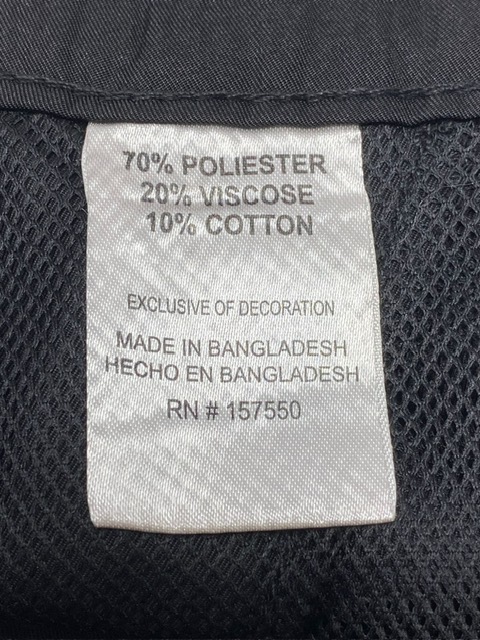 70% POLIESTER
20% VISCOSE
10% COTTON
EXCLUSIVE OF DECORATION
MADE IN BANGLADESH
HECHO EN BANGLADESH
RN # 157550